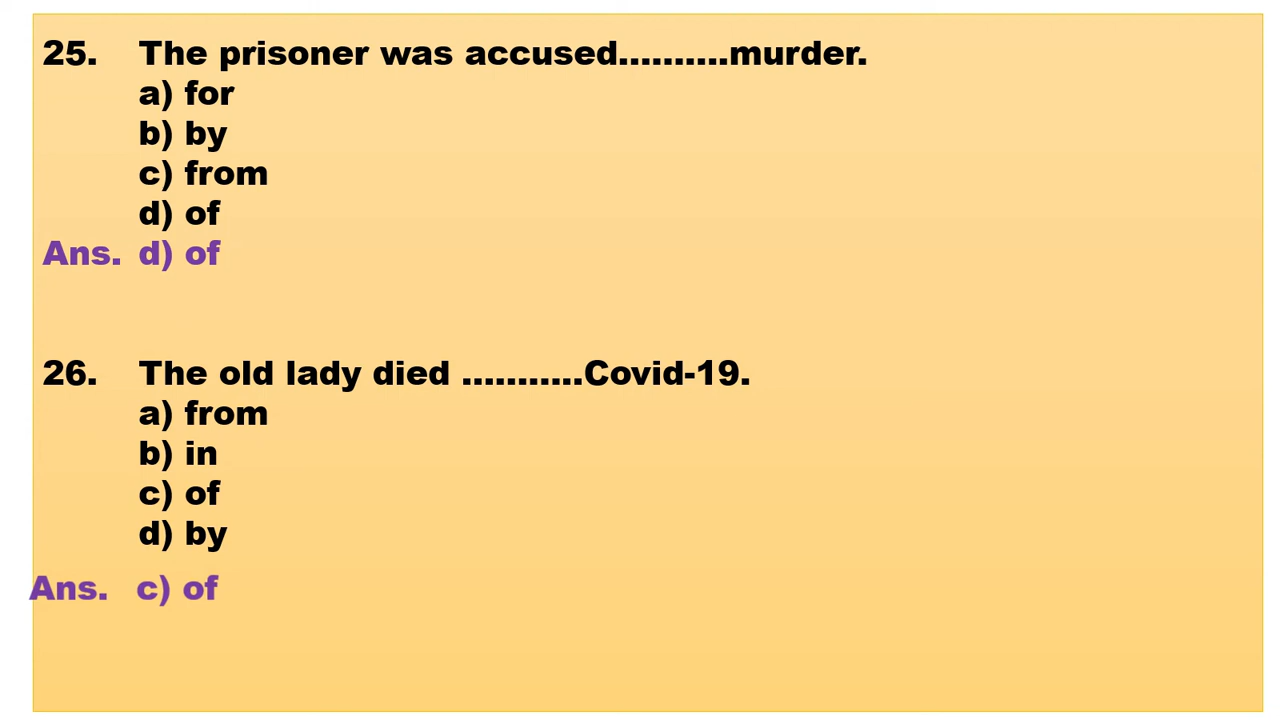 25. The prisoner was accused..........murder.
a) for
b) by
c) from
d) of
Ans. d) of
26. The old lady died ...........Covid-19.
a) from
b) in
c) of
d) by
Ans. c) of